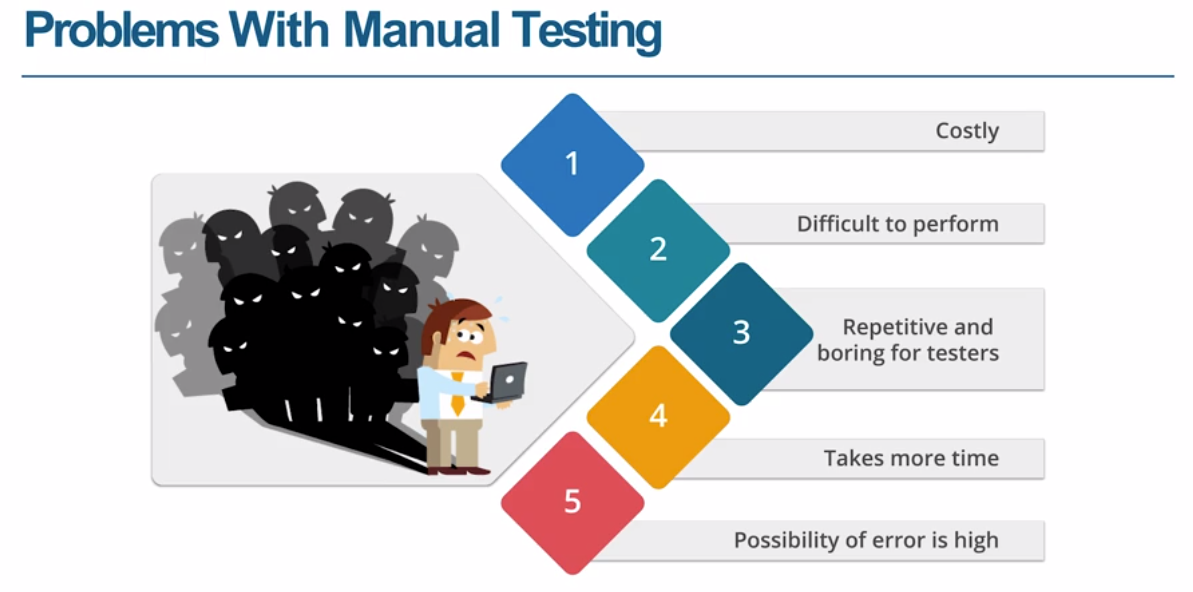 Problems With Manual Testing
1
Costly
2
Difficult to perform
3
Repetitive and
boring for testers
4
Takes more time
5
Possibility of error is high